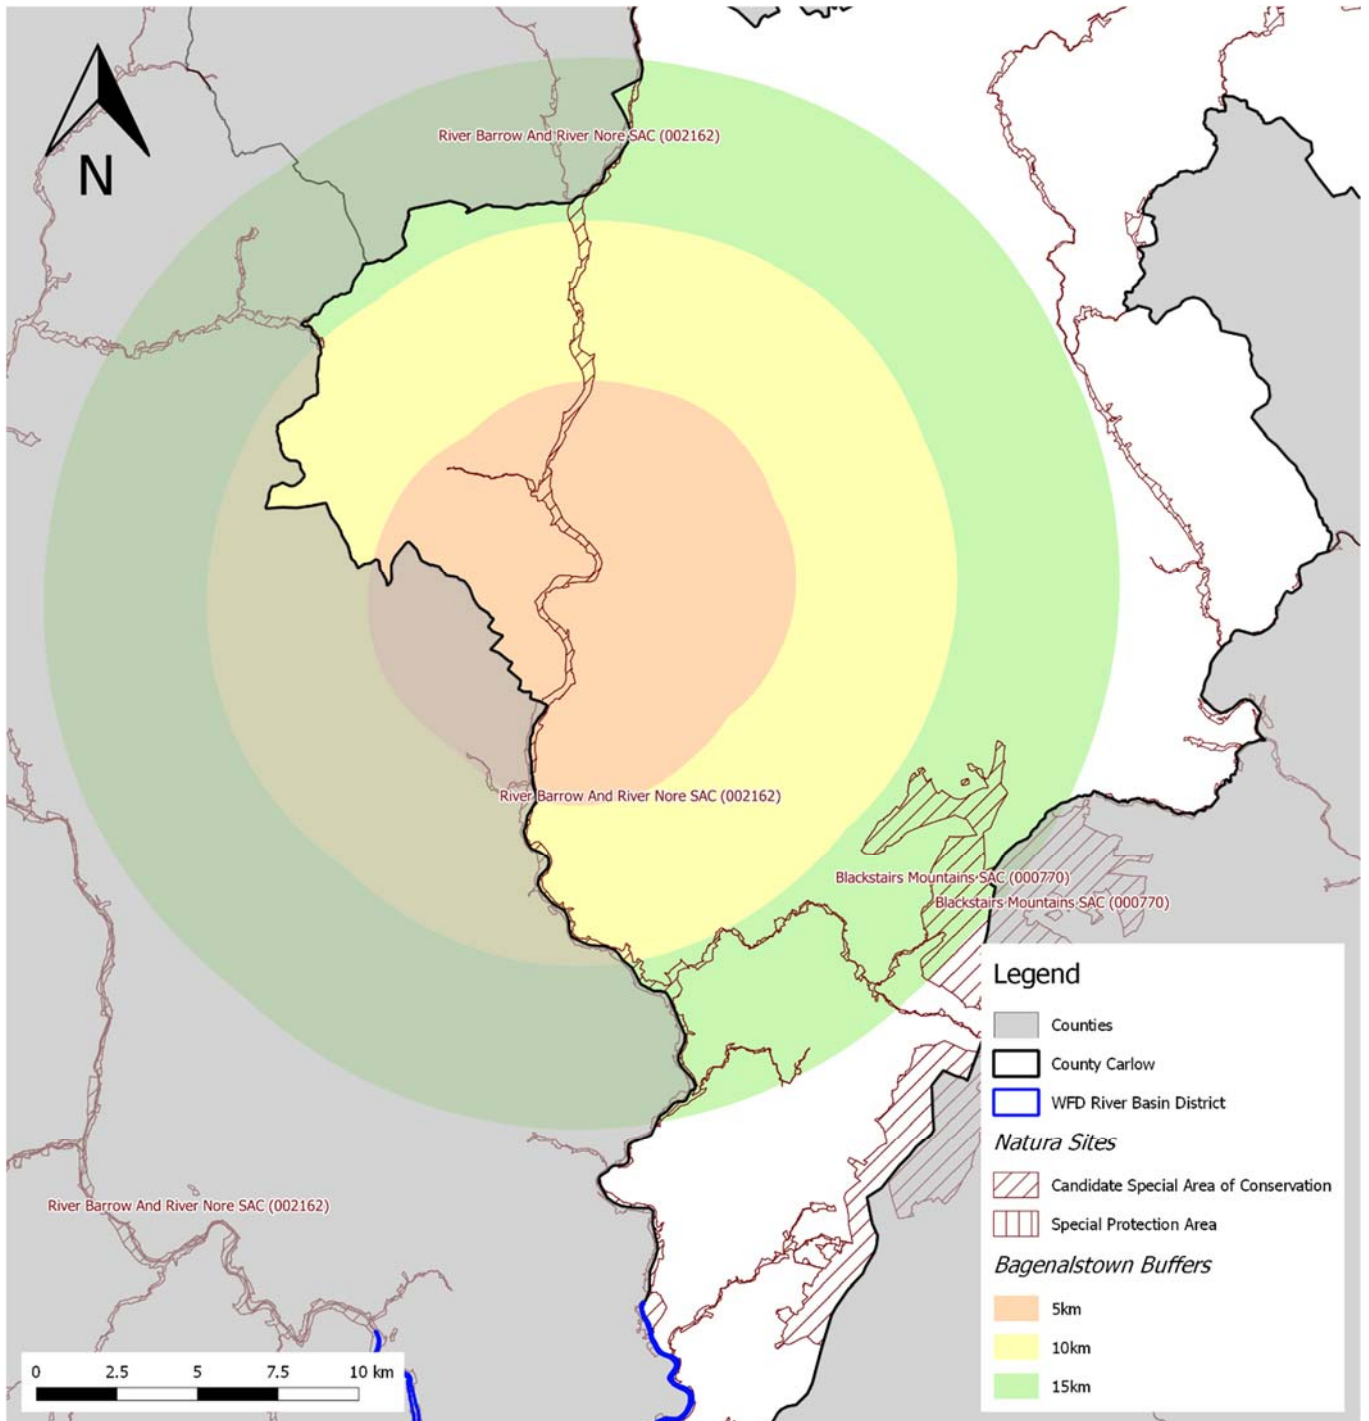 N
River Barrow And River Nore SAC (002162)
River Barrow And River Nore SAC (002162)
Blackstairs Mountains SAC (000770)
Blackstairs Mountains SAC (000770)
River Barrow And River Nore SAC (002162)
Legend
Counties
County Carlow
WFD River Basin District
Natura Sites
Candidate Special Area of Conservation
Special Protection Area
Bagenalstown Buffers
5km
10km
15km
0 2.5 5 7.5 10 km